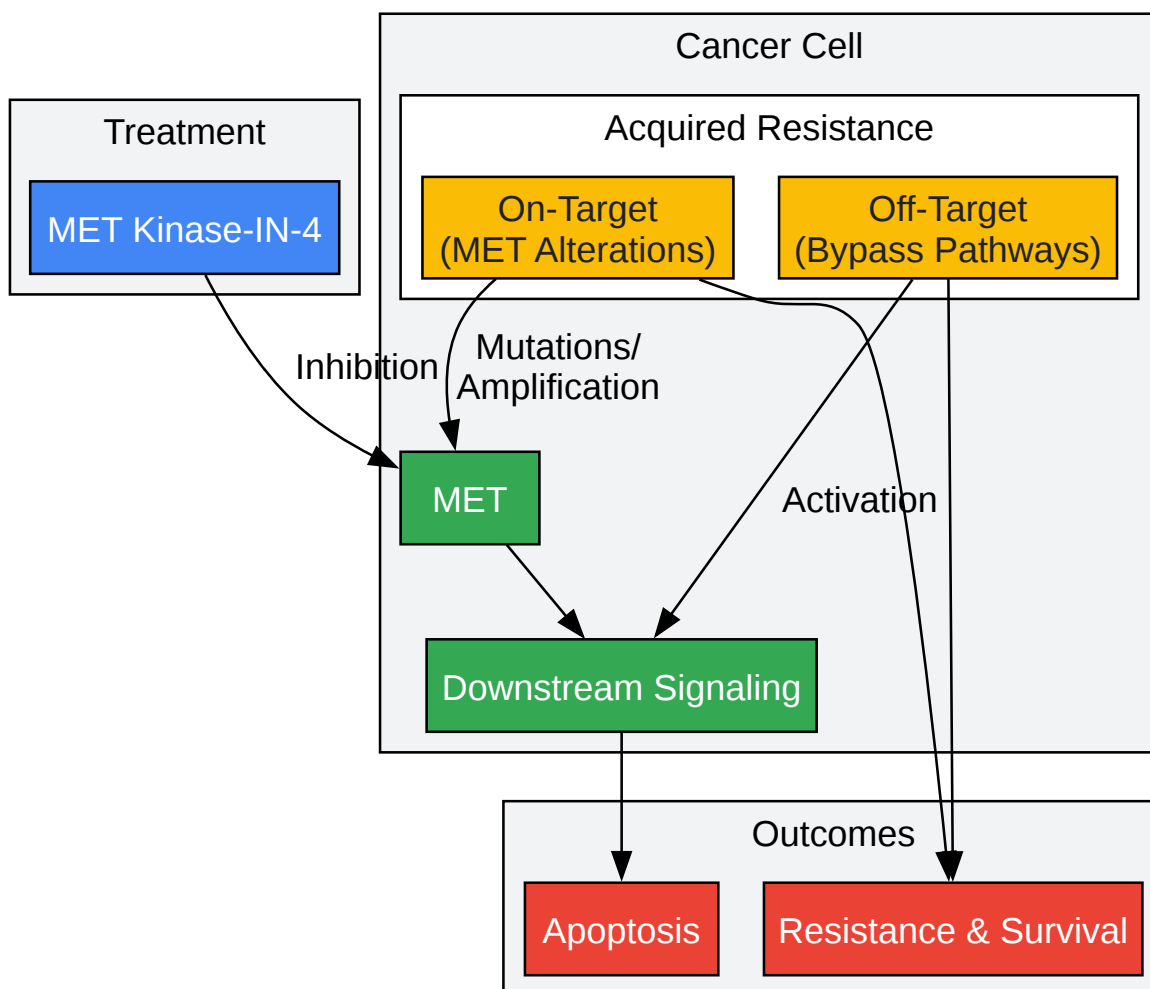 Cancer Cell
Treatment
Acquired Resistance
MET Kinase-IN-4
On-Target
(MET Alterations)
Off-Target
(Bypass Pathways)
Inhibition
Mutations/
Amplification
MET
Activation
Downstream Signaling
Outcomes
Apoptosis
Resistance & Survival